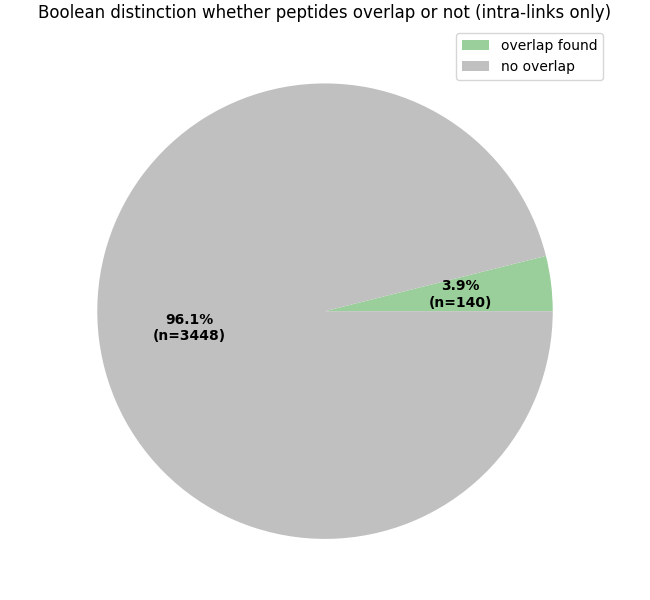 Boolean distinction whether peptides overlap or not (intra-links only)
overlap found
no overlap
3.9%
(n=140)
96.1%
(n=3448)